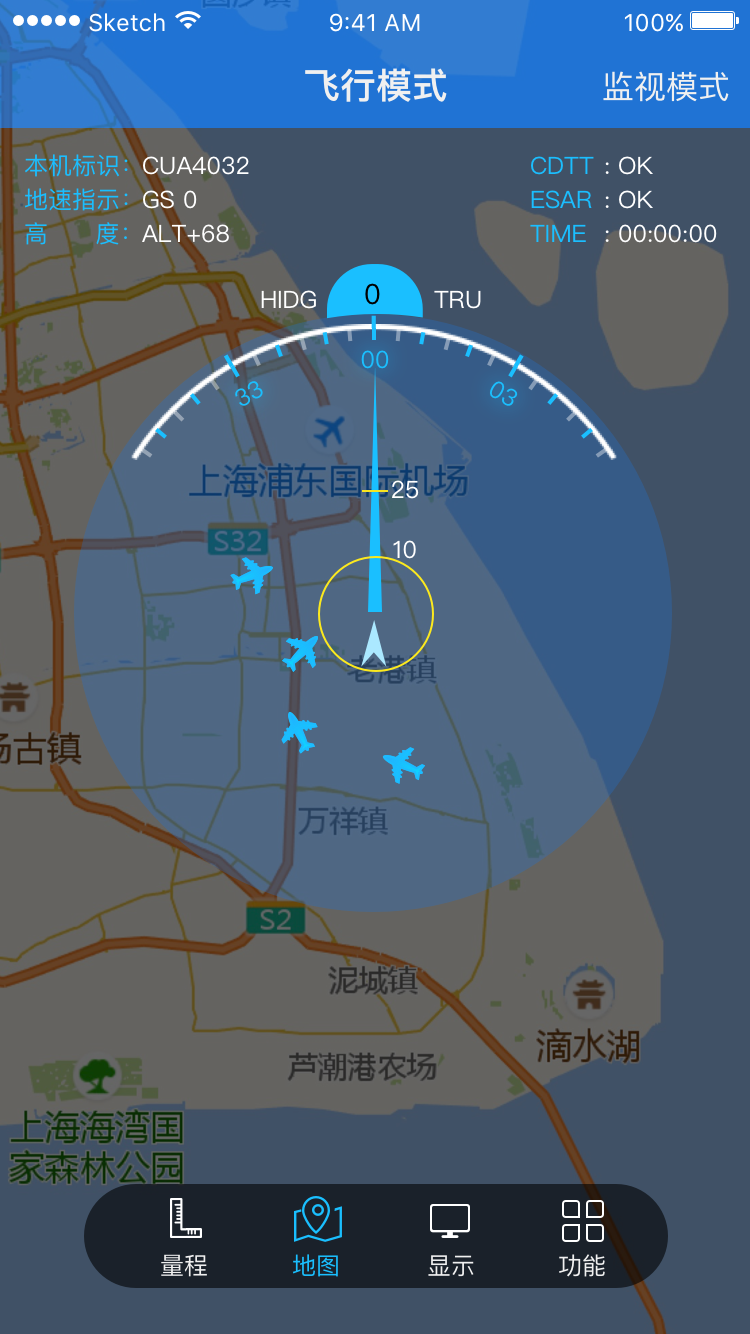 Sketch 9:41 AM 100%
飞行模式 监视模式
本机标识: CUA4032
CDTT : OK
地速指示: GS 0
ESAR : OK
高 度: ALT+68
TIME : 00:00:00
HIDG 0 TRU
33 00 03
上海浦东国际机场
25
S32
10
老港镇
场古镇
万祥镇
S2
泥城镇
滴水湖
芦潮港农场
上海海湾国
家森林公园
量程 地图 显示 功能